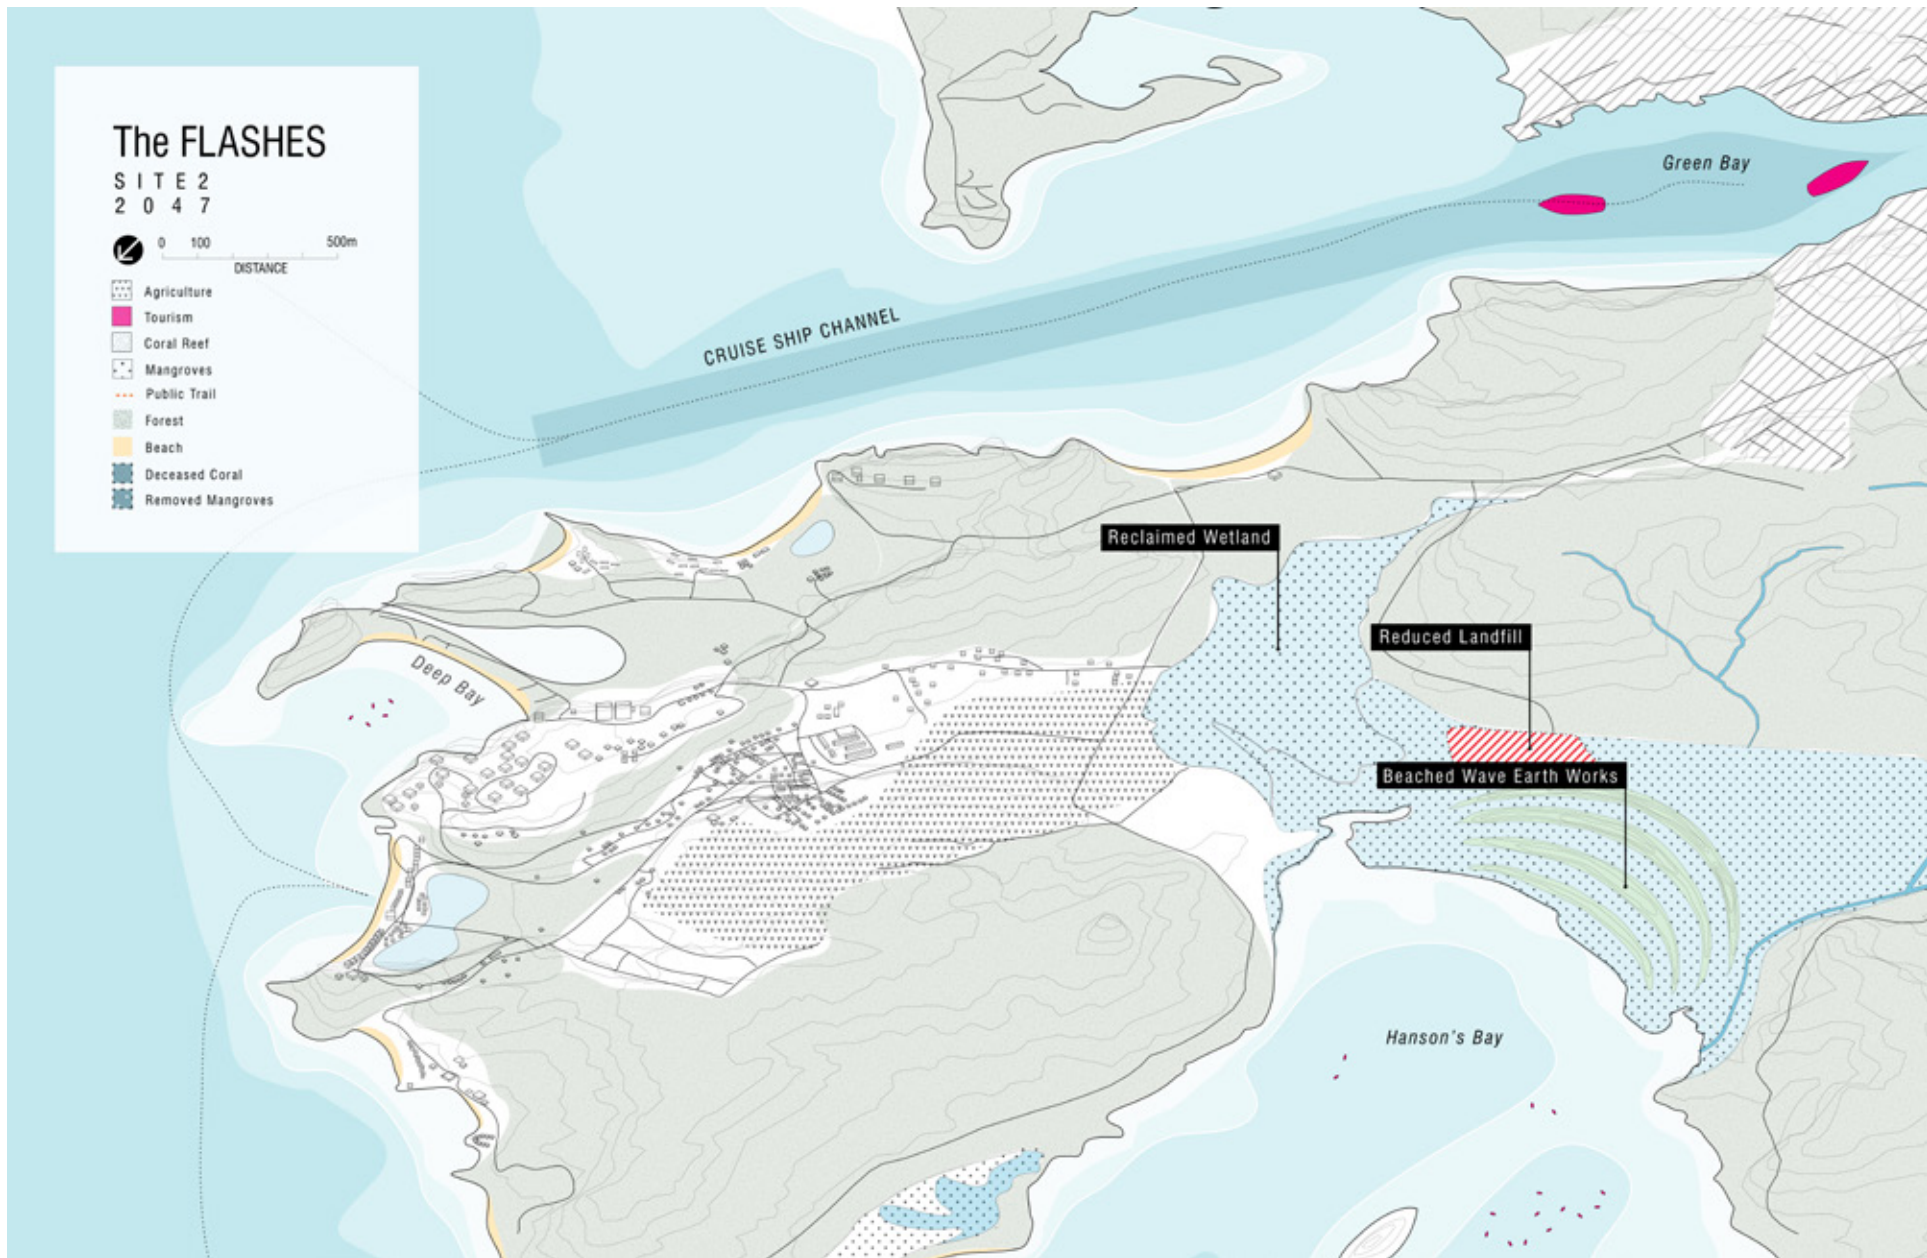 The FLASHES
SITE 2
2047
0 100 500m
DISTANCE
Agriculture
Tourism
Coral Reef
Mangroves
Public Trail
Forest
Beach
Deceased Coral
Removed Mangroves
Green Bay
CRUISE SHIP CHANNEL
Reclaimed Wetland
Reduced Landfill
Deep Bay
Beached Wave Earth Works
Hanson's Bay